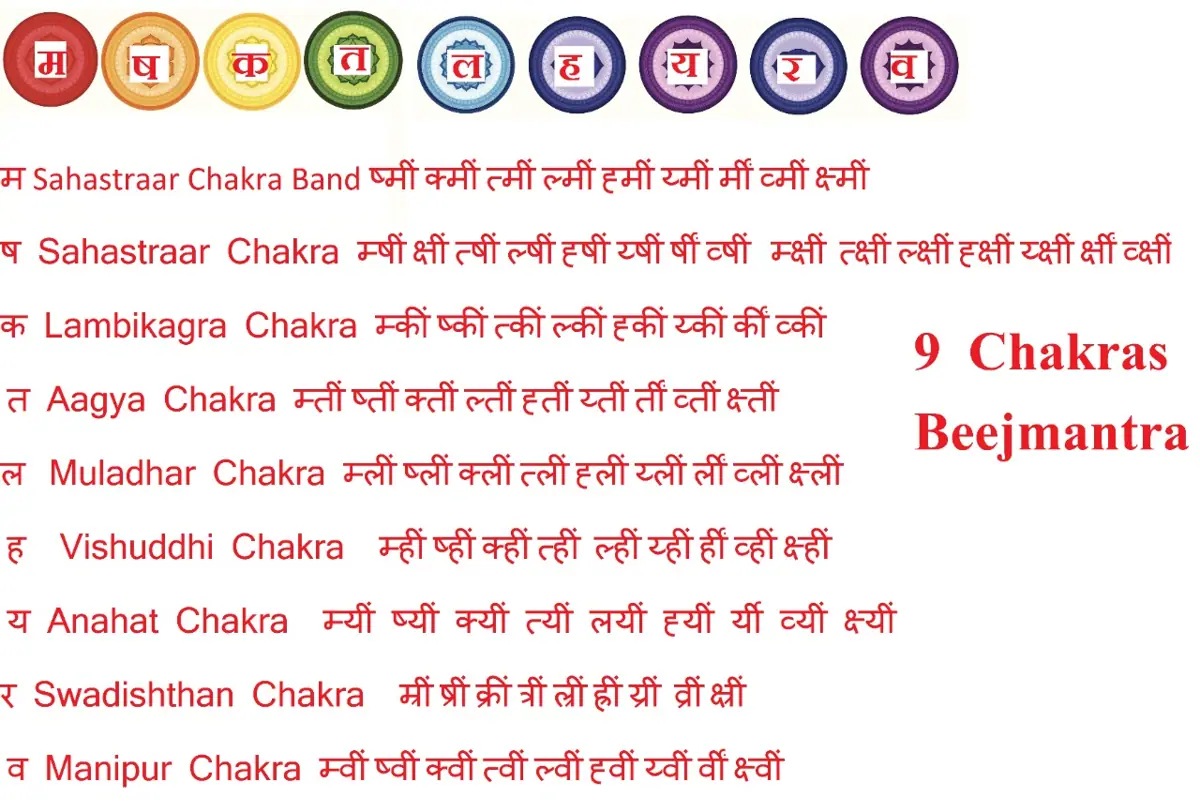 म ष क त ल ह य र व
म Sahastraar Chakra Band ष्मीं क्मीं त्मीं ल्मीं ह्मीं य्मीं र्मीं व्मीं क्ष्मीं
ष Sahastraar Chakra म्षीं क्षीं त्षीं ल्षीं ह्षीं य्षीं र्षीं व्षीं म्क्षीं त्क्षीं ल्क्षीं ह्क्षीं य्क्षीं र्क्षीं व्क्षीं
क Lambikagra Chakra म्कीं ष्कीं त्कीं ल्कीं ह्कीं य्कीं र्कीं व्कीं
9 Chakras
त Aagya Chakra म्तीं ष्तीं क्तीं ल्तीं ह्तीं य्तीं र्तीं व्तीं क्ष्तीं
Beejmantra
ल Muladhar Chakra म्लीं ष्लीं क्लीं त्लीं ह्लीं य्लीं र्लीं व्लीं क्ष्लीं
ह Vishuddhi Chakra म्हीं ष्हीं क्हीं त्हीं ल्हीं य्हीं र्हीं व्हीं क्ष्हीं
य Anahat Chakra म्यीं ष्यीं क्यीं त्यीं लयीं ह्यीं र्यी व्यीं क्ष्यीं
र Swadishthan Chakra म्रीं ष्रीं क्रीं त्रीं ल्रीं ह्रीं य्रीं व्रीं क्ष्रीं
व Manipur Chakra म्वीं ष्वीं क्वीं त्वीं ल्वीं ह्वीं य्वीं र्वीं क्ष्वीं